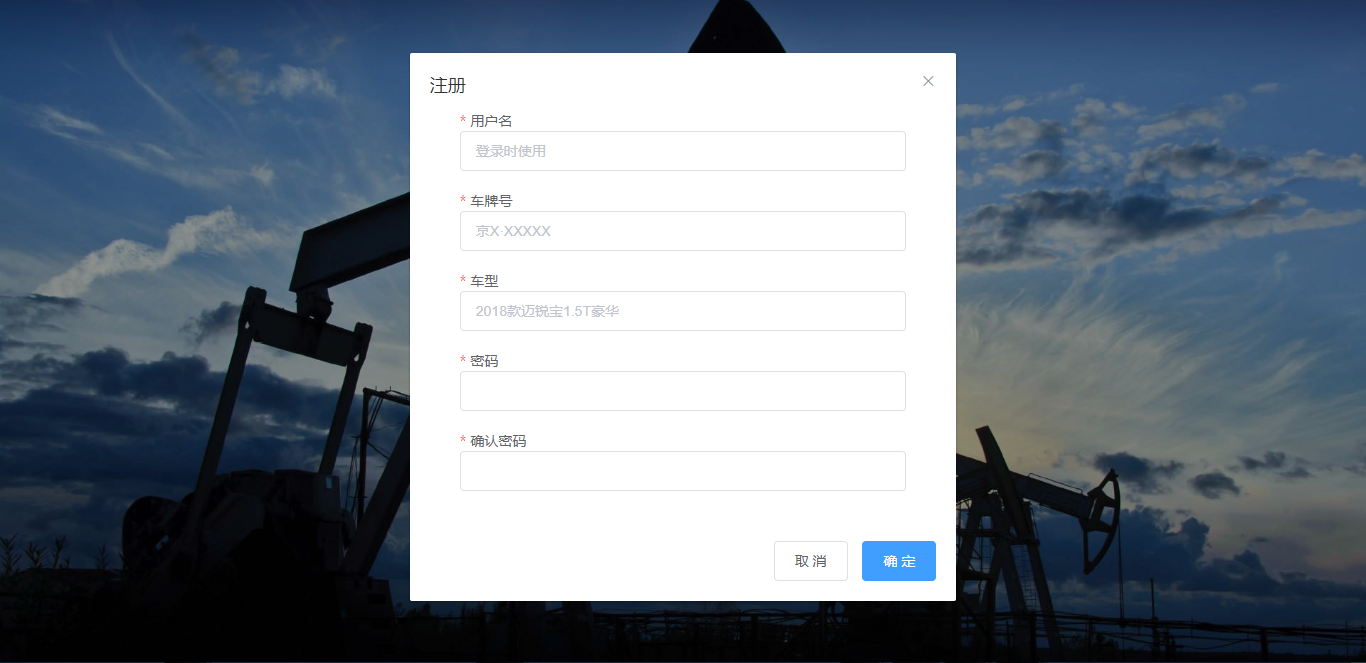 注册
* 用户名
登录时使用
* 车牌号
京X·XXXXX
* 车型
2018款迈锐宝1.5T豪华
* 密码
* 确认密码
取消 确定